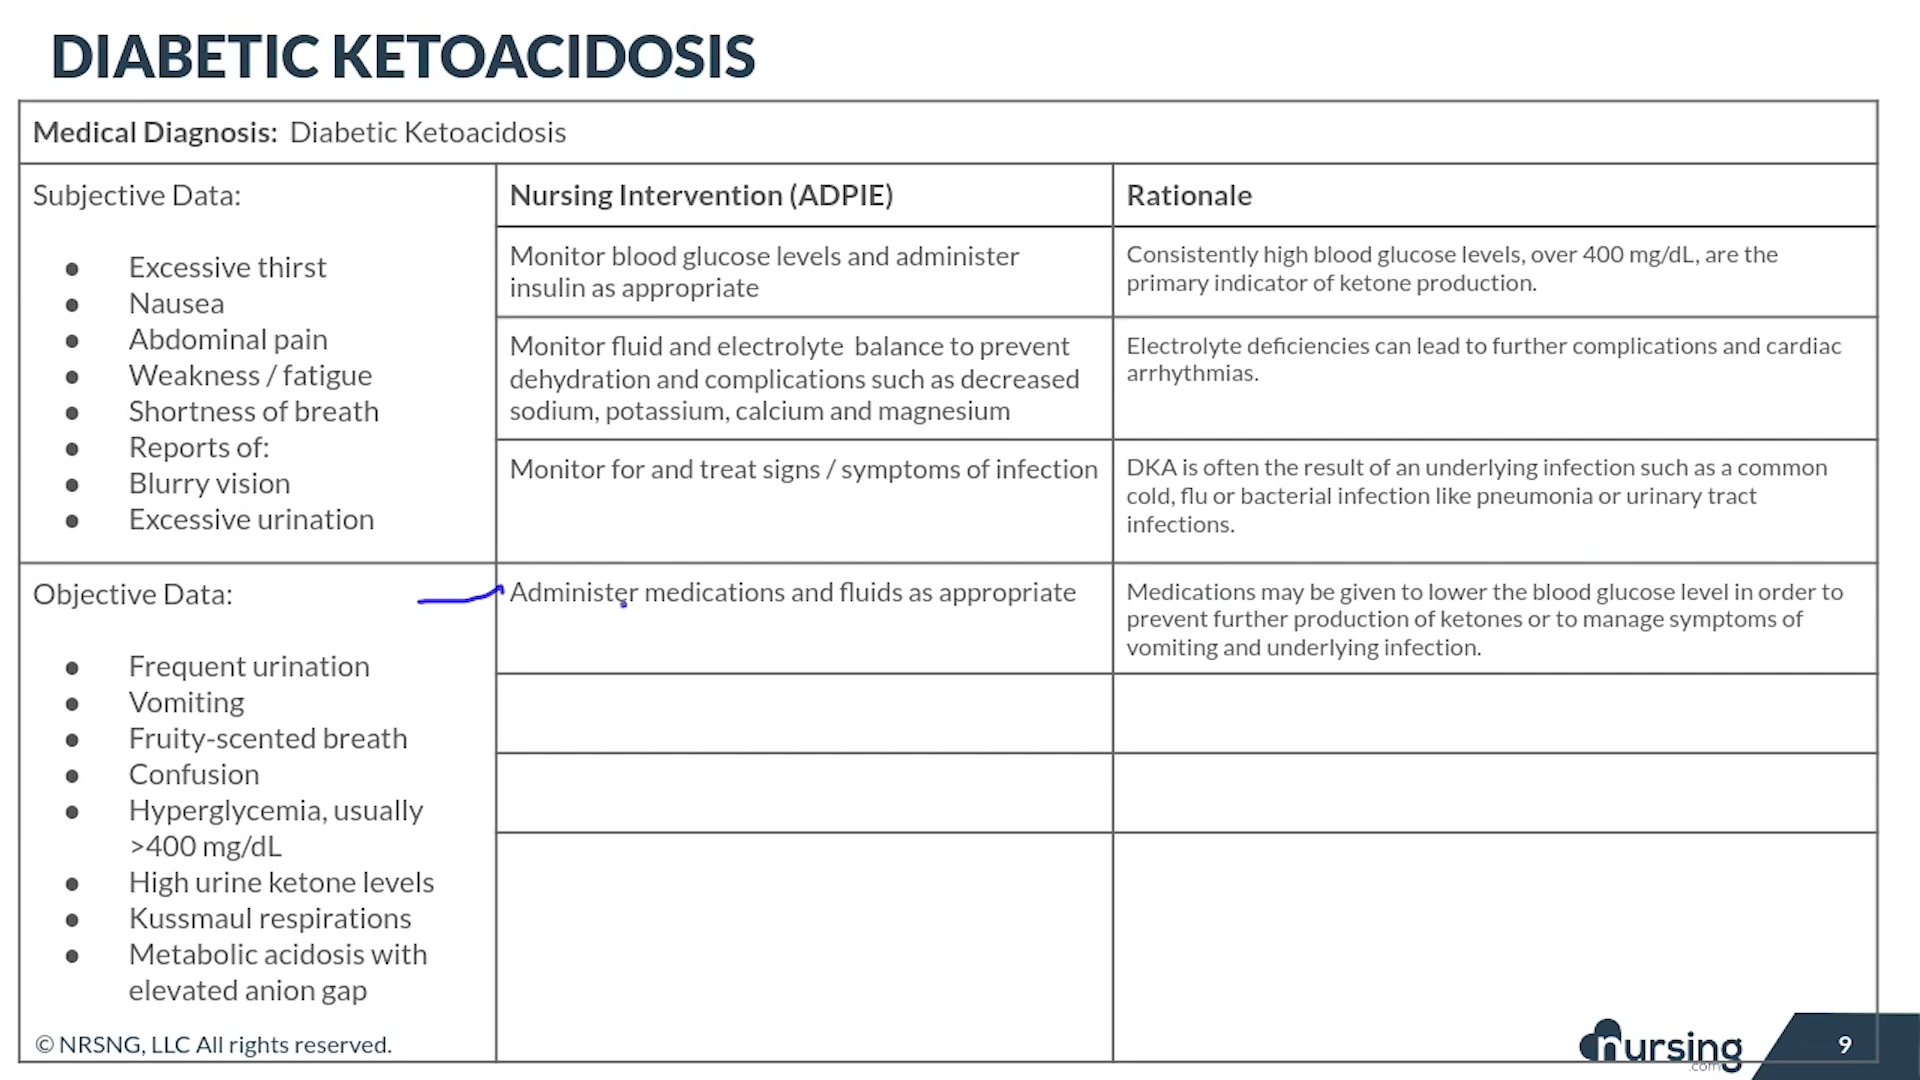 DIABETIC KETOACIDOSIS
Medical Diagnosis: Diabetic Ketoacidosis
Subjective Data:
● Excessive thirst
● Nausea
● Abdominal pain
● Weakness / fatigue
● Shortness of breath
● Reports of:
● Blurry vision
● Excessive urination
Nursing Intervention (ADPIE)
Rationale
Monitor blood glucose levels and administer
insulin as appropriate
Consistently high blood glucose levels, over 400 mg/dL, are the
primary indicator of ketone production.
Monitor fluid and electrolyte balance to prevent
dehydration and complications such as decreased
sodium, potassium, calcium and magnesium
Electrolyte deficiencies can lead to further complications and cardiac
arrhythmias.
Monitor for and treat signs / symptoms of infection
DKA is often the result of an underlying infection such as a common
cold, flu or bacterial infection like pneumonia or urinary tract
infections.
Objective Data:
● Frequent urination
● Vomiting
● Fruity-scented breath
● Confusion
● Hyperglycemia, usually
>400 mg/dL
● High urine ketone levels
● Kussmaul respirations
● Metabolic acidosis with
elevated anion gap
Administer medications and fluids as appropriate
Medications may be given to lower the blood glucose level in order to
prevent further production of ketones or to manage symptoms of
vomiting and underlying infection.
© NRSNG, LLC All rights reserved.
nursing
.com
9